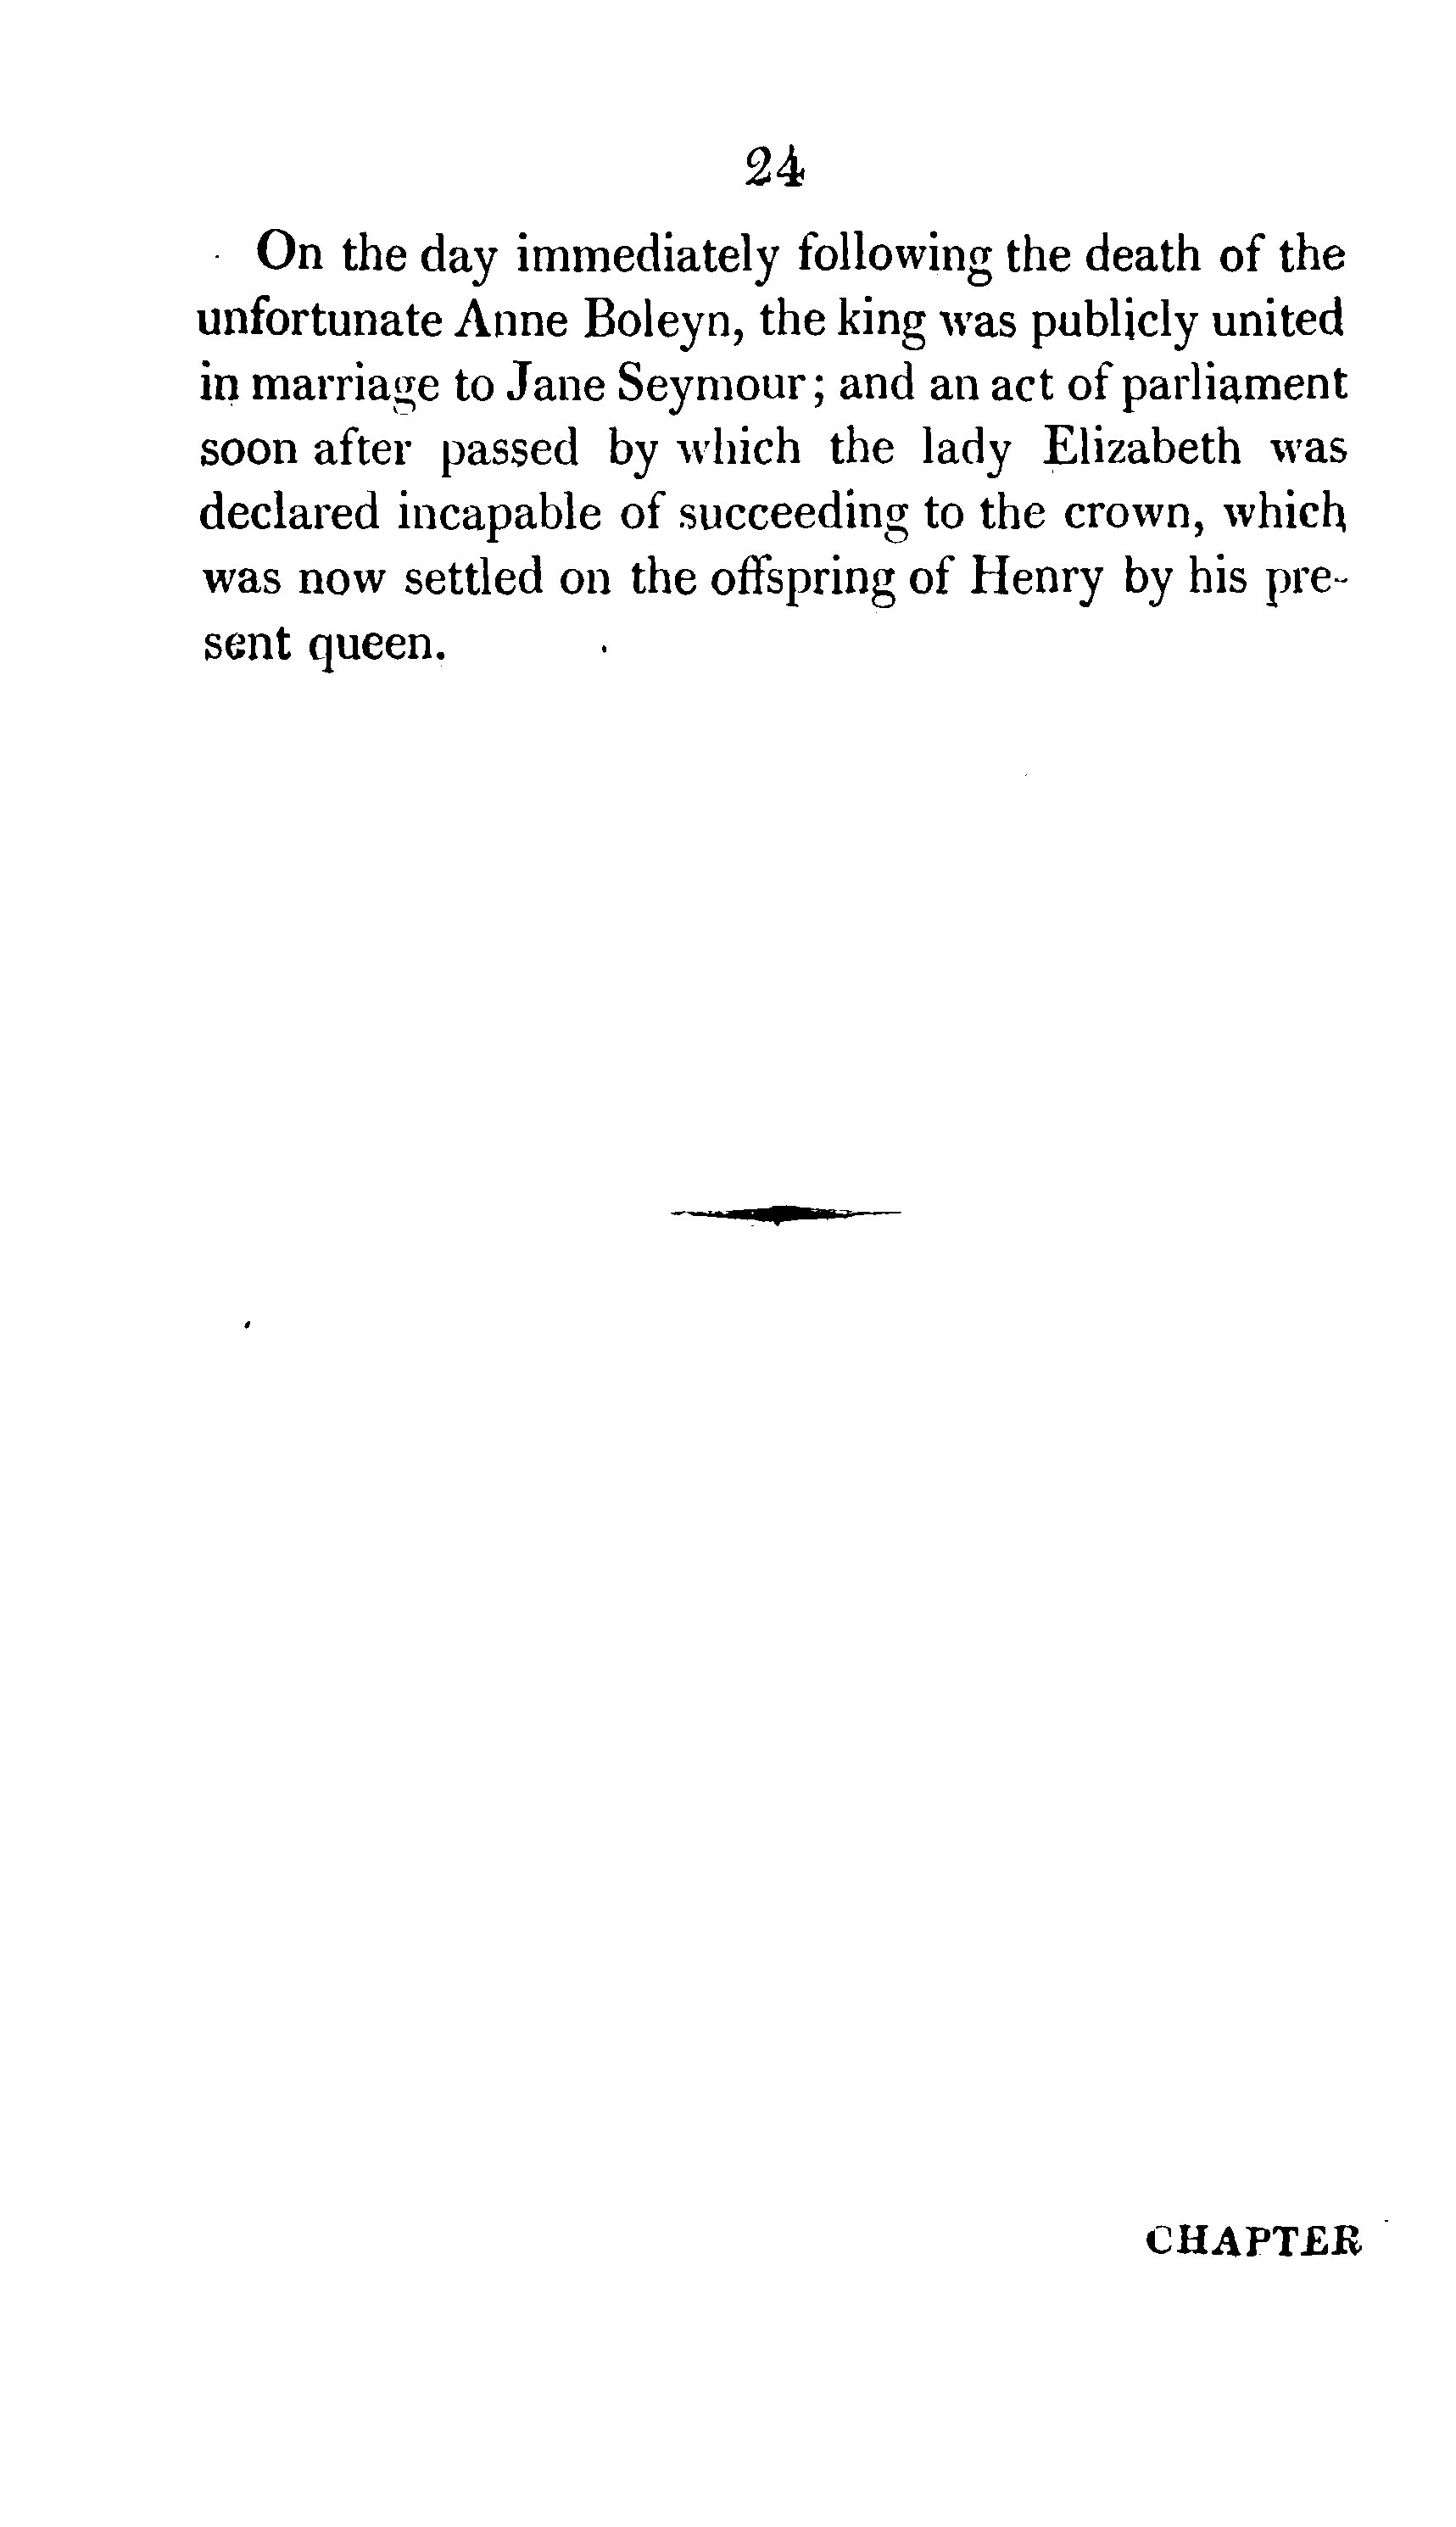 24
On the day immediately following the death of the
unfortunate Anne Boleyn, the king was publicly united
in marriage to Jane Seymour; and an act of parliament
soon after passed by which the lady Elizabeth was
declared incapable of succeeding to the crown, which
was now settled on the offspring of Henry by his pre-
sent queen.
CHAPTER